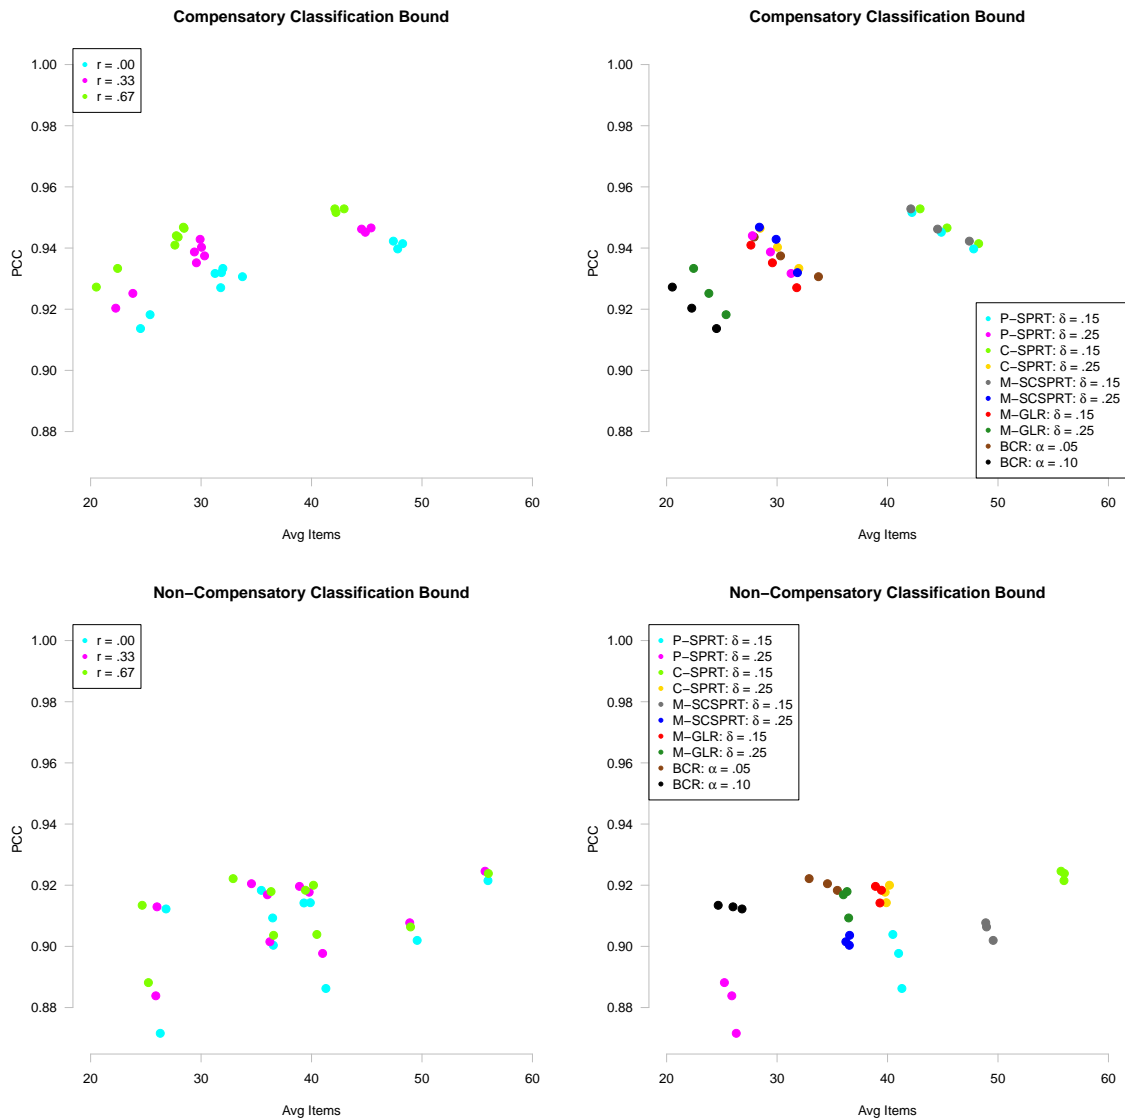 Compensatory Classification Bound
r = .00
r = .33
r = .67
1.00
0.98
0.96
0.94
0.92
0.90
0.88
PCC
20 30 40 50 60
Avg Items
Compensatory Classification Bound
1.00
0.98
0.96
0.94
0.92
0.90
0.88
PCC
P−SPRT: δ = .15
P−SPRT: δ = .25
C−SPRT: δ = .15
C−SPRT: δ = .25
M−SCSPRT: δ = .15
M−SCSPRT: δ = .25
M−GLR: δ = .15
M−GLR: δ = .25
BCR: α = .05
BCR: α = .10
20 30 40 50 60
Avg Items
Non−Compensatory Classification Bound
r = .00
r = .33
r = .67
1.00
0.98
0.96
0.94
0.92
0.90
0.88
PCC
20 30 40 50 60
Avg Items
Non−Compensatory Classification Bound
P−SPRT: δ = .15
P−SPRT: δ = .25
C−SPRT: δ = .15
C−SPRT: δ = .25
M−SCSPRT: δ = .15
M−SCSPRT: δ = .25
M−GLR: δ = .15
M−GLR: δ = .25
BCR: α = .05
BCR: α = .10
1.00
0.98
0.96
0.94
0.92
0.90
0.88
PCC
20 30 40 50 60
Avg Items